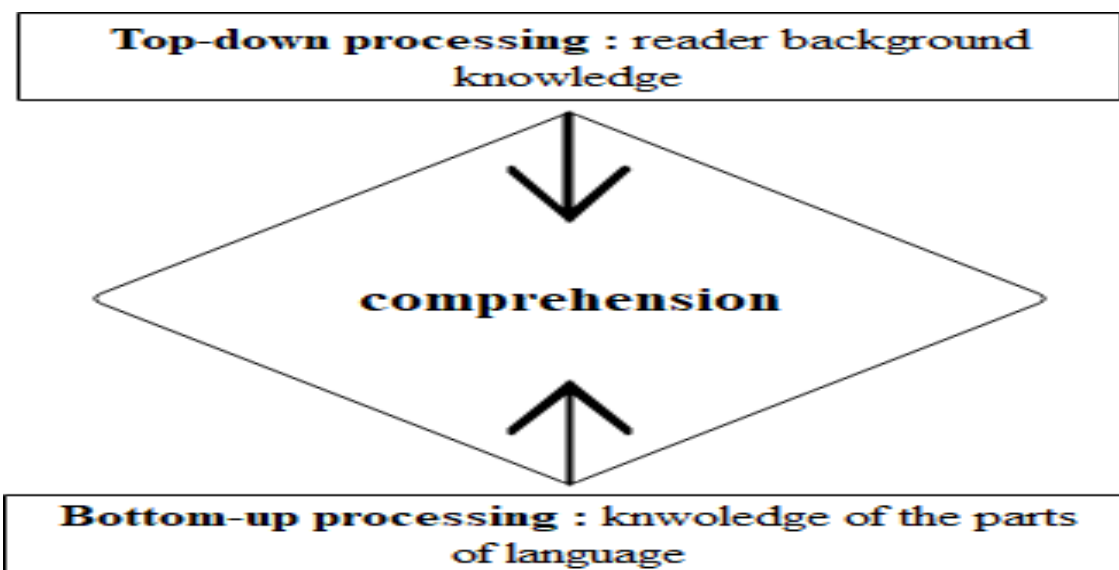 Top-down processing : reader background
knowledge
comprehension
Bottom-up processing : knwoledge of the parts
of language